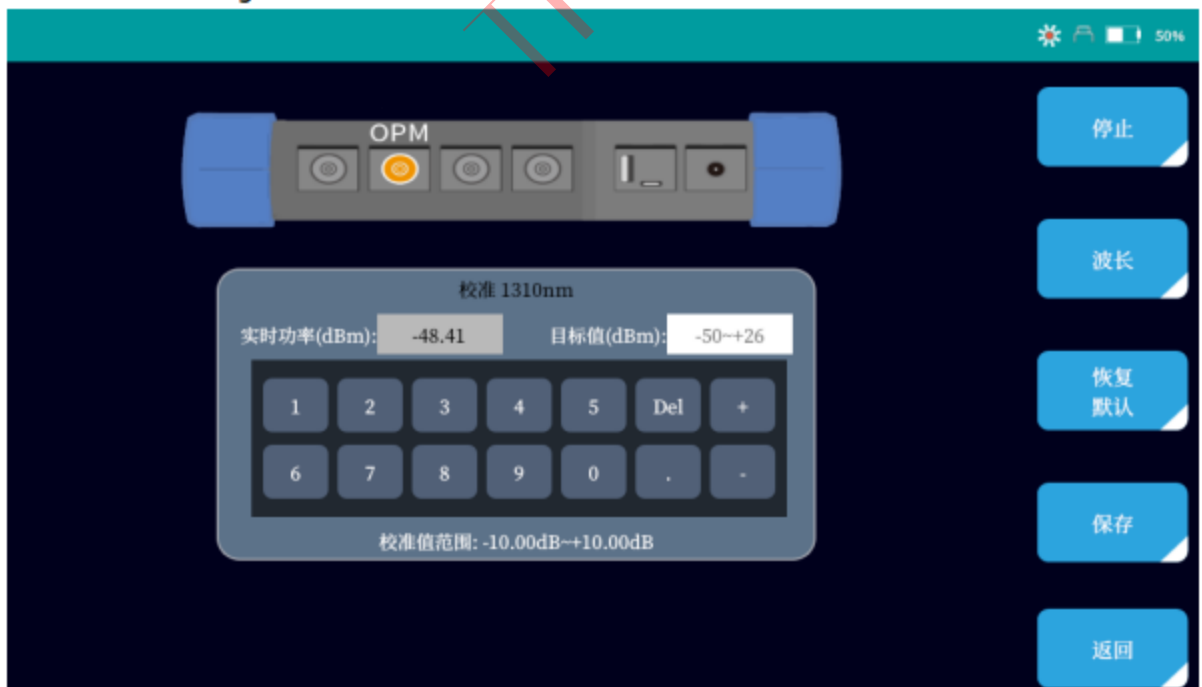 50%
OPM
停止
波长
恢复
默认
保存
返回
校准 1310nm
实时功率(dBm): -48.41 目标值(dBm): -50~+26
1 2 3 4 5 Del +
6 7 8 9 0 . -
校准值范围: -10.00dB~+10.00dB